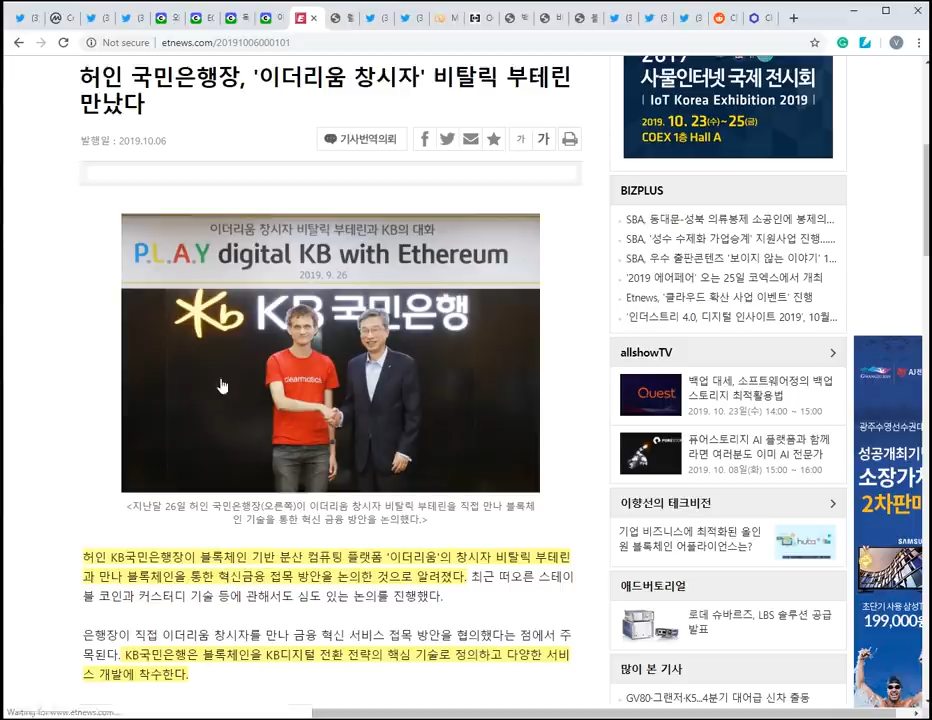 Not secure | etnews.com/20191006000101
허인 국민은행장, '이더리움 창시자' 비탈릭 부테린
만났다
발행일 : 2019.10.06
기사번역의뢰
가
가
이더리움 창시자 비탈릭 부테린과 KB의 대화
P.L.A.Y digital KB with Ethereum
2019. 9. 26
KB 국민은행
<지난달 26일 허인 국민은행장(오른쪽)이 이더리움 창시자 비탈릭 부테린을 직접 만나 블록체
인 기술을 통한 혁신 금융 방안을 논의했다.>
허인 KB국민은행장이 블록체인 기반 분산 컴퓨팅 플랫폼 '이더리움'의 창시자 비탈릭 부테린
과 만나 블록체인을 통한 혁신금융 접목 방안을 논의한 것으로 알려졌다. 최근 떠오른 스테이
블 코인과 커스터디 기술 등에 관해서도 심도 있는 논의를 진행했다.
은행장이 직접 이더리움 창시자를 만나 금융 혁신 서비스 접목 방안을 협의했다는 점에서 주
목된다. KB국민은행은 블록체인을 KB디지털 전환 전략의 핵심 기술로 정의하고 다양한 서비
스 개발에 착수한다.
2019
사물인터넷 국제 전시회
| IoT Korea Exhibition 2019 |
2019. 10. 23(수)~25(금)
COEX 1층 Hall A
BIZPLUS
SBA, 동대문-성북 의류봉제 소공인에 봉제의...
SBA, '성수 수제화 가업승계' 지원사업 진행......
SBA, 우수 출판콘텐츠 '보이지 않는 이야기' 1...
'2019 에어페어' 오는 25일 코엑스에서 개최
Etnews, '클라우드 확산 사업 이벤트' 진행
'인더스트리 4.0, 디지털 인사이트 2019', 10월...
allshowTV
Quest
백업 대세, 소프트웨어정의 백업
스토리지 최적활용법
2019. 10. 23(수) 14:00 ~ 15:00
퓨어스토리지 AI 플랫폼과 함께
라면 여러분도 이미 AI 전문가
2019. 10. 08(화) 15:00 ~ 16:00
이향선의 테크비전
기업 비즈니스에 최적화된 올인
원 블록체인 어플라이언스는?
애드버토리얼
로데 슈바르즈, LBS 솔루션 공급
발표
많이 본 기사
GV80·그랜저·K5...4분기 대어급 신차 출동
광주수영선수권대
성공개최기
소장가치
2차판매
SAMSU
초단기 사용 삼성T
199,000
Waiting for www.etnews.com...